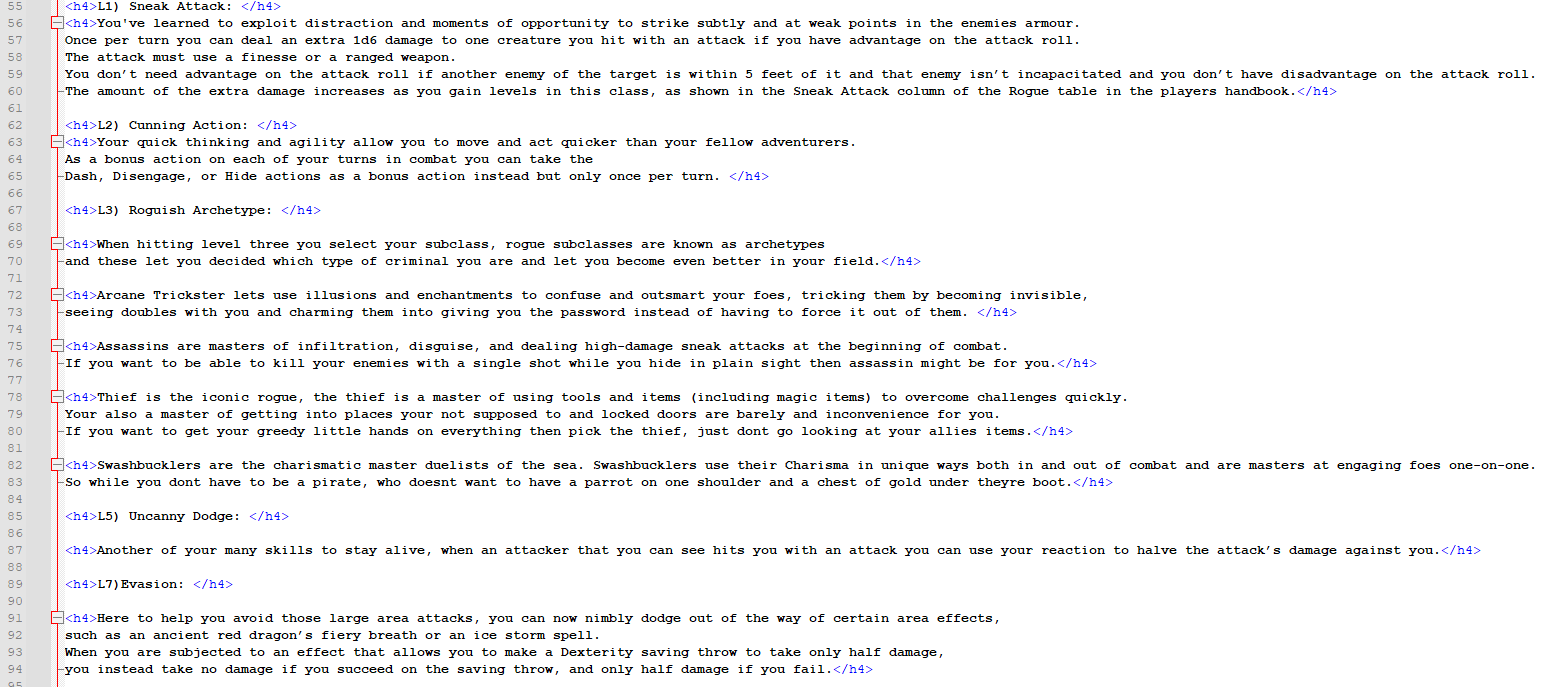 55 <h4>L1) Sneak Attack: </h4>
56 <h4>You've learned to exploit distraction and moments of opportunity to strike subtly and at weak points in the enemies armour.
57 Once per turn you can deal an extra 1d6 damage to one creature you hit with an attack if you have advantage on the attack roll.
58 The attack must use a finesse or a ranged weapon.
59 You don’t need advantage on the attack roll if another enemy of the target is within 5 feet of it and that enemy isn’t incapacitated and you don’t have disadvantage on the attack roll.
60 The amount of the extra damage increases as you gain levels in this class, as shown in the Sneak Attack column of the Rogue table in the players handbook.</h4>
61
62 <h4>L2) Cunning Action: </h4>
63 <h4>Your quick thinking and agility allow you to move and act quicker than your fellow adventurers.
64 As a bonus action on each of your turns in combat you can take the
65 Dash, Disengage, or Hide actions as a bonus action instead but only once per turn. </h4>
66
67 <h4>L3) Roguish Archetype: </h4>
68
69 <h4>When hitting level three you select your subclass, rogue subclasses are known as archetypes
70 and these let you decided which type of criminal you are and let you become even better in your field.</h4>
71
72 <h4>Arcane Trickster lets use illusions and enchantments to confuse and outsmart your foes, tricking them by becoming invisible,
73 seeing doubles with you and charming them into giving you the password instead of having to force it out of them. </h4>
74
75 <h4>Assassins are masters of infiltration, disguise, and dealing high-damage sneak attacks at the beginning of combat.
76 If you want to be able to kill your enemies with a single shot while you hide in plain sight then assassin might be for you.</h4>
77
78 <h4>Thief is the iconic rogue, the thief is a master of using tools and items (including magic items) to overcome challenges quickly.
79 Your also a master of getting into places your not supposed to and locked doors are barely and inconvenience for you.
80 If you want to get your greedy little hands on everything then pick the thief, just dont go looking at your allies items.</h4>
81
82 <h4>Swashbucklers are the charismatic master duelists of the sea. Swashbucklers use their Charisma in unique ways both in and out of combat and are masters at engaging foes one-on-one.
83 So while you dont have to be a pirate, who doesnt want to have a parrot on one shoulder and a chest of gold under theyre boot.</h4>
84
85 <h4>L5) Uncanny Dodge: </h4>
86
87 <h4>Another of your many skills to stay alive, when an attacker that you can see hits you with an attack you can use your reaction to halve the attack’s damage against you.</h4>
88
89 <h4>L7)Evasion: </h4>
90
91 <h4>Here to help you avoid those large area attacks, you can now nimbly dodge out of the way of certain area effects,
92 such as an ancient red dragon’s fiery breath or an ice storm spell.
93 When you are subjected to an effect that allows you to make a Dexterity saving throw to take only half damage,
94 you instead take no damage if you succeed on the saving throw, and only half damage if you fail.</h4>
95